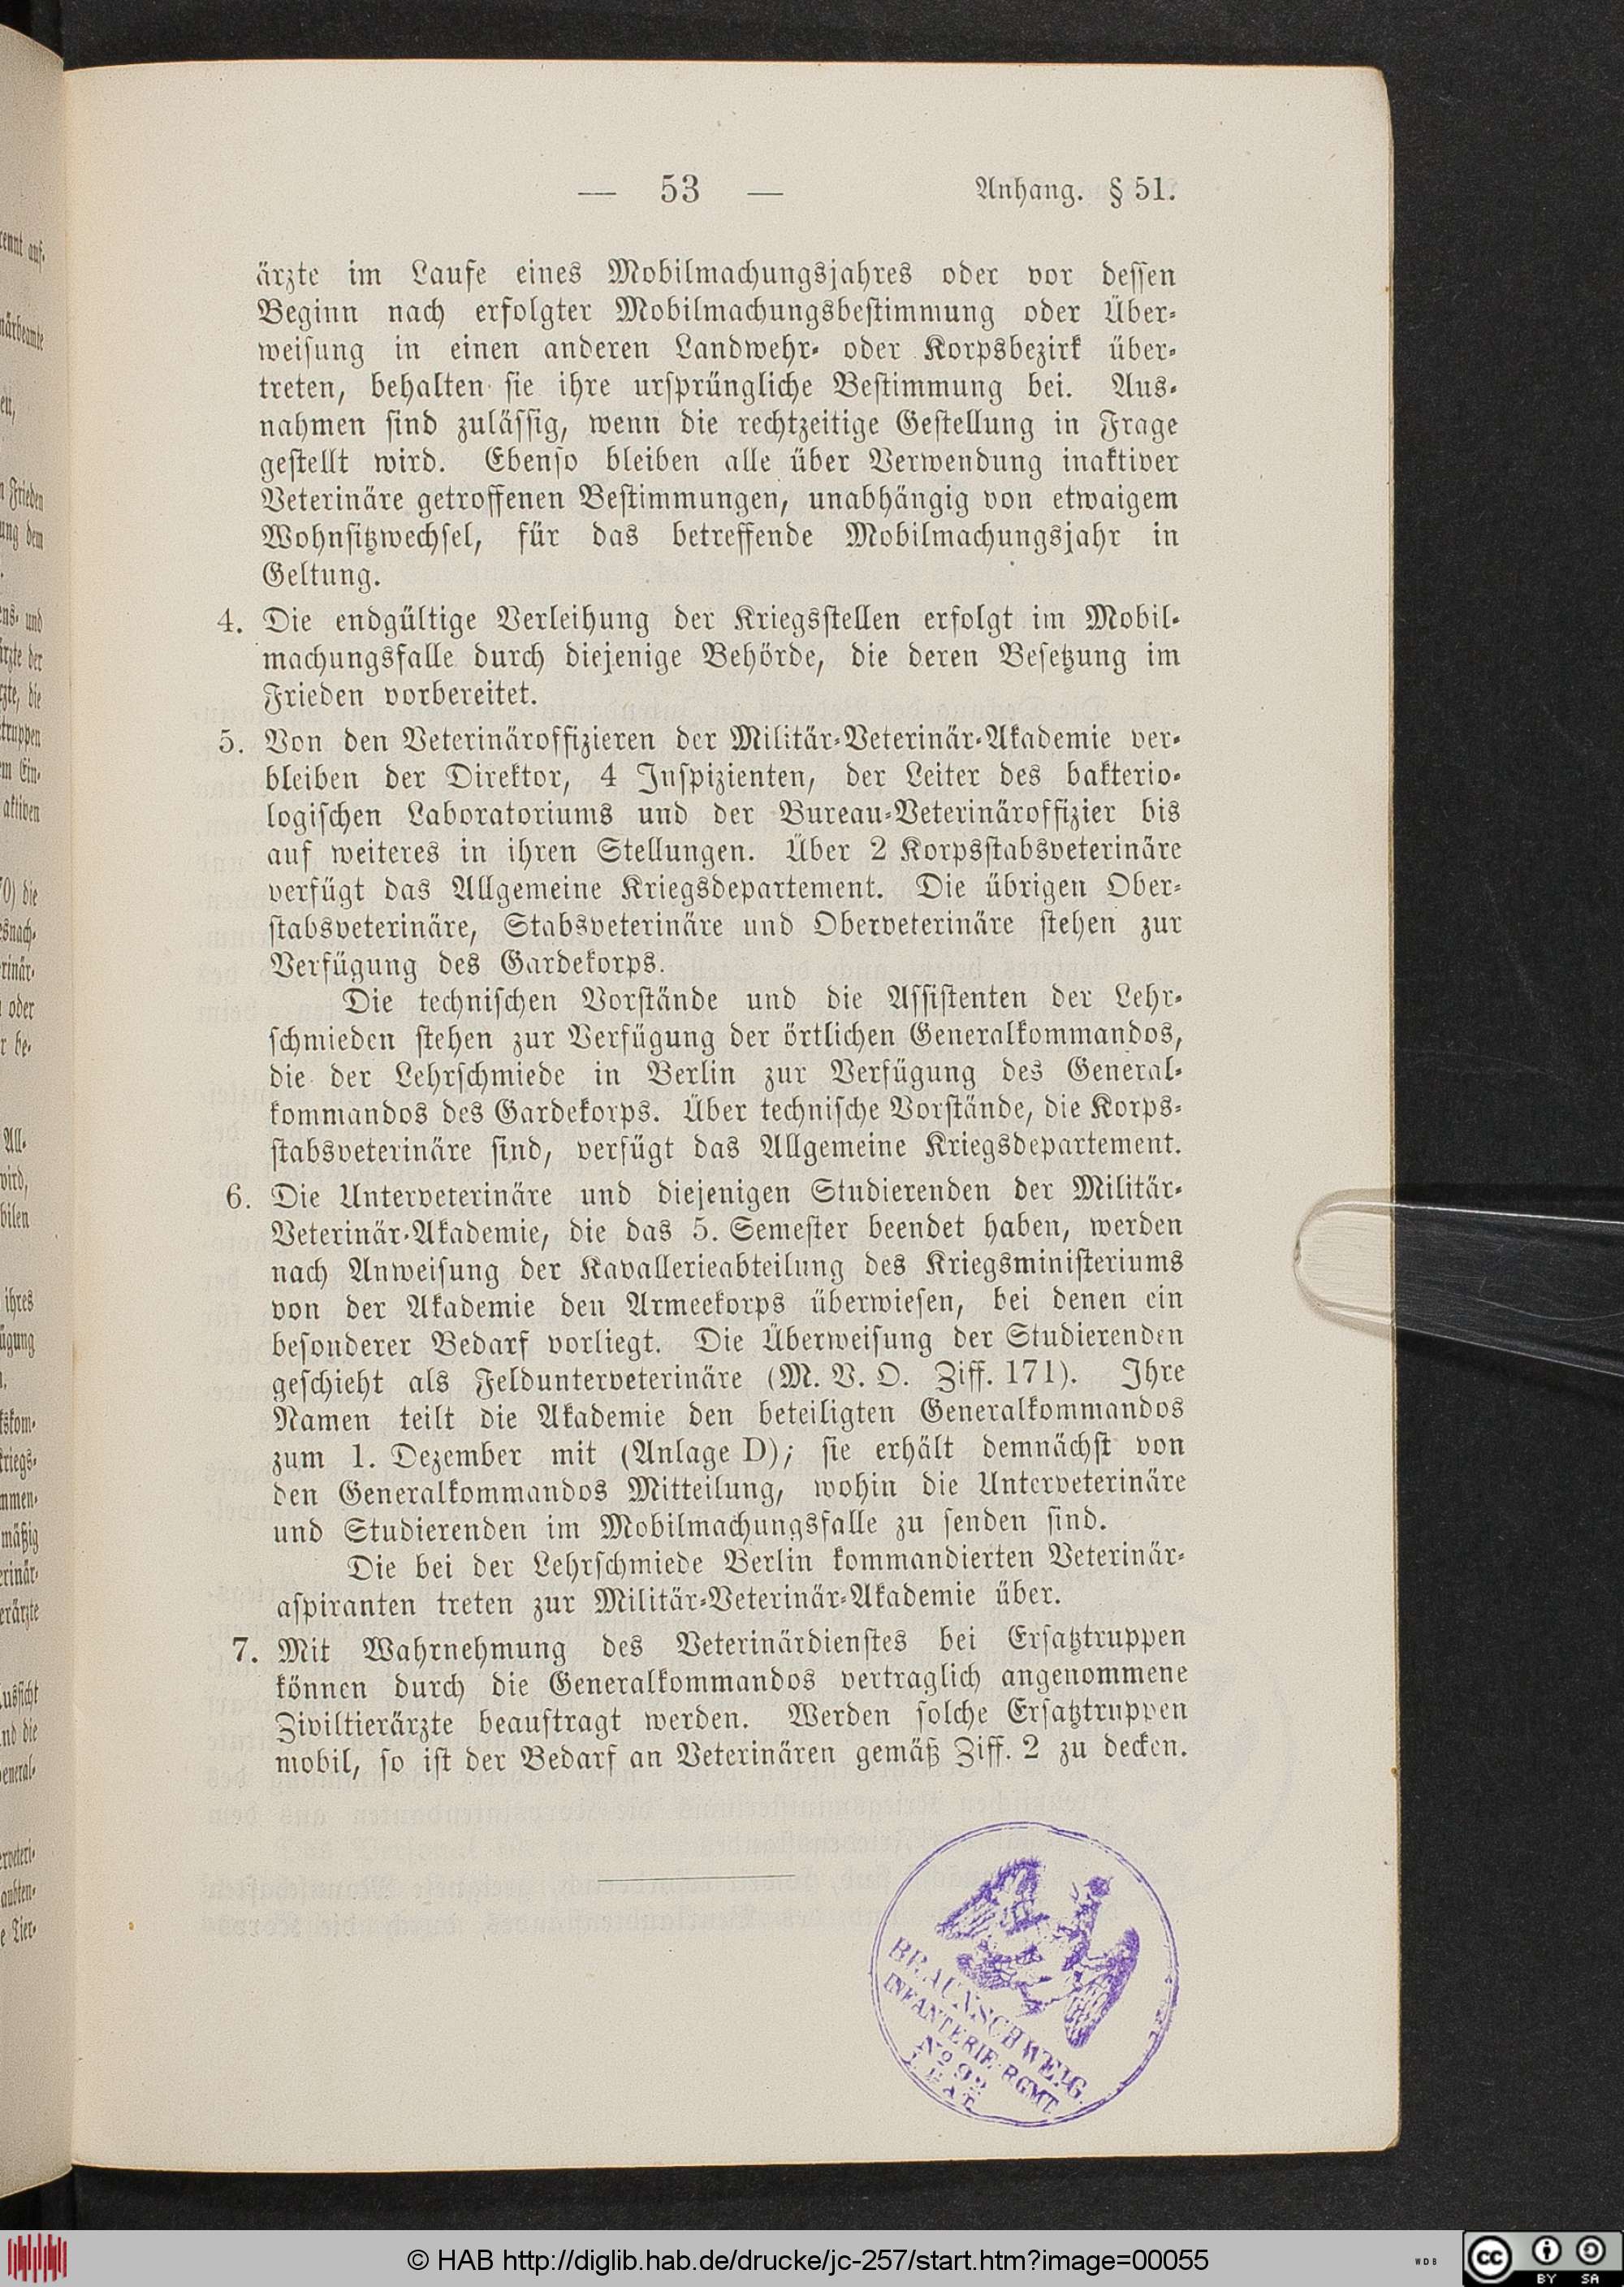 — 53 — Anhang. § 51.
ärzte im Laufe eines Mobilmachungsjahres oder vor dessen
Beginn nach erfolgter Mobilmachungsbestimmung oder Über-
weisung in einen anderen Landwehr- oder Korpsbezirk über-
treten, behalten sie ihre ursprüngliche Bestimmung bei. Aus-
nahmen sind zulässig, wenn die rechtzeitige Gestellung in Frage
gestellt wird. Ebenso bleiben alle über Verwendung inaktiver
Veterinäre getroffenen Bestimmungen, unabhängig von etwaigem
Wohnsitzwechsel, für das betreffende Mobilmachungsjahr in
Geltung.
4. Die endgültige Verleihung der Kriegsstellen erfolgt im Mobil-
machungsfalle durch diejenige Behörde, die deren Besetzung im
Frieden vorbereitet.
5. Von den Veterinäroffizieren der Militär-Veterinär-Akademie ver-
bleiben der Direktor, 4 Inspizienten, der Leiter des bakterio-
logischen Laboratoriums und der Bureau-Veterinäroffizier bis
auf weiteres in ihren Stellungen. Über 2 Korpsstabsveterinäre
verfügt das Allgemeine Kriegsdepartement. Die übrigen Ober-
stabsveterinäre, Stabsveterinäre und Oberveterinäre stehen zur
Verfügung des Gardekorps.
Die technischen Vorstände und die Assistenten der Lehr-
schmieden stehen zur Verfügung der örtlichen Generalkommandos,
die der Lehrschmiede in Berlin zur Verfügung des General-
kommandos des Gardekorps. Über technische Vorstände, die Korps-
stabsveterinäre sind, verfügt das Allgemeine Kriegsdepartement.
6. Die Unterveterinäre und diejenigen Studierenden der Militär-
Veterinär-Akademie, die das 5. Semester beendet haben, werden
nach Anweisung der Kavallerieabteilung des Kriegsministeriums
von der Akademie den Armeekorps überwiesen, bei denen ein
besonderer Bedarf vorliegt. Die Überweisung der Studierenden
geschieht als Feldunterveterinäre (M. V. O. Ziff. 171). Ihre
Namen teilt die Akademie den beteiligten Generalkommandos
zum 1. Dezember mit (Anlage D); sie erhält demnächst von
den Generalkommandos Mitteilung, wohin die Unterveterinäre
und Studierenden im Mobilmachungsfalle zu senden sind.
Die bei der Lehrschmiede Berlin kommandierten Veterinär-
aspiranten treten zur Militär-Veterinär-Akademie über.
7. Mit Wahrnehmung des Veterinärdienstes bei Ersatztruppen
können durch die Generalkommandos vertraglich angenommene
Ziviltierärzte beauftragt werden. Werden solche Ersatztruppen
mobil, so ist der Bedarf an Veterinären gemäß Ziff. 2 zu decken.
BRAUNSCHWEIG.
INFANTERIE-RGMT.
No 92
© HAB http://diglib.hab.de/drucke/jc-257/start.htm?image=00055
WDB
cc BY SA